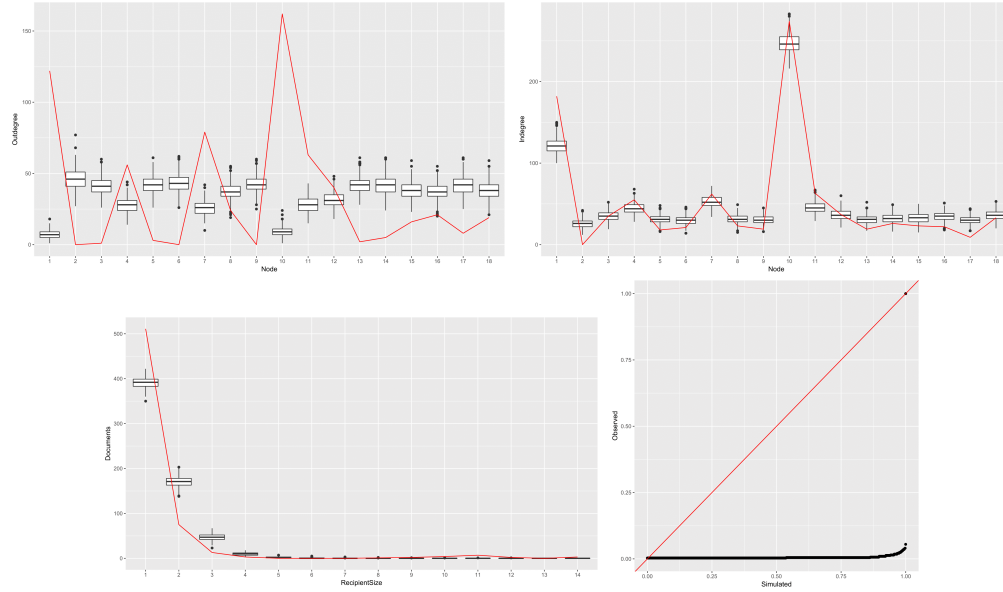 150
100
50
0
Outdegree
1 2 3 4 5 6 7 8 9 10 11 12 13 14 15 16 17 18
Node
200
100
0
Indegree
1 2 3 4 5 6 7 8 9 10 11 12 13 14 15 16 17 18
Node
500
400
300
200
100
0
Documents
1 2 3 4 5 6 7 8 9 10 11 12 13 14
RecipientSize
1.00
0.75
0.50
0.25
0.00
Observed
0.00 0.25 0.50 0.75 1.00
Simulated